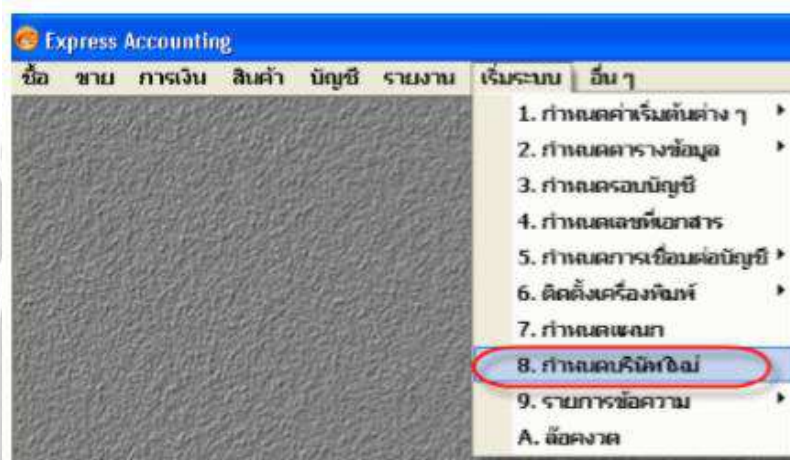 Express Accounting
ซื้อ ขาย การเงิน สินค้า บัญชี รายงาน เริ่มระบบ อื่น ๆ
1. กำหนดค่าเริ่มต้นต่าง ๆ
2. กำหนดตารางข้อมูล
3. กำหนดรอบบัญชี
4. กำหนดเลขที่เอกสาร
5. กำหนดการเชื่อมต่อบัญชี
6. ติดตั้งเครื่องพิมพ์
7. กำหนดแผนก
8. กำหนดบริษัทใหม่
9. รายการข้อความ
A. ล๊อคงวด